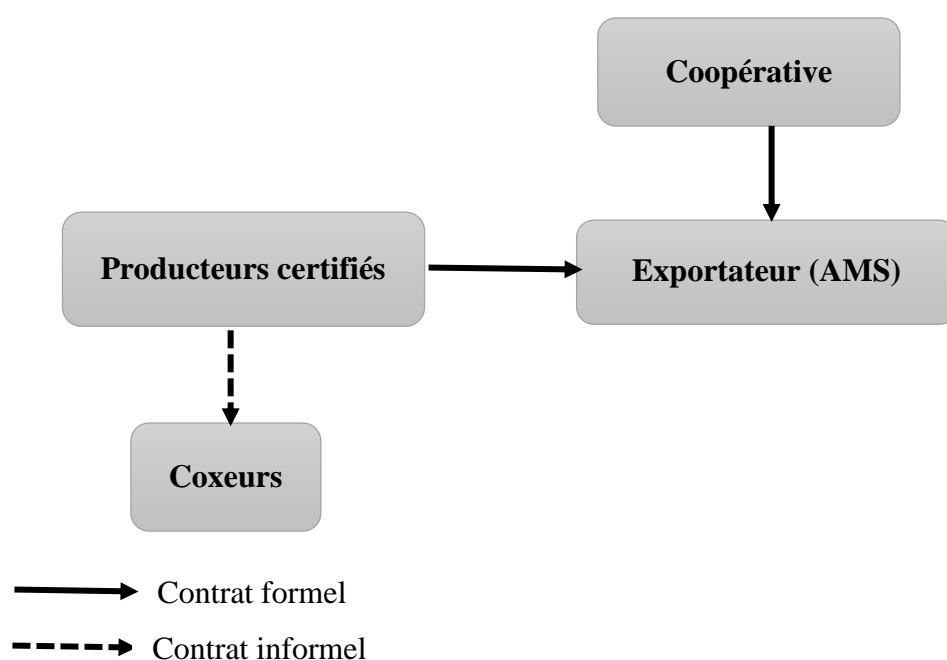 Coopérative
Producteurs certifiés
Exportateur (AMS)
Coxeurs
Contrat formel
Contrat informel